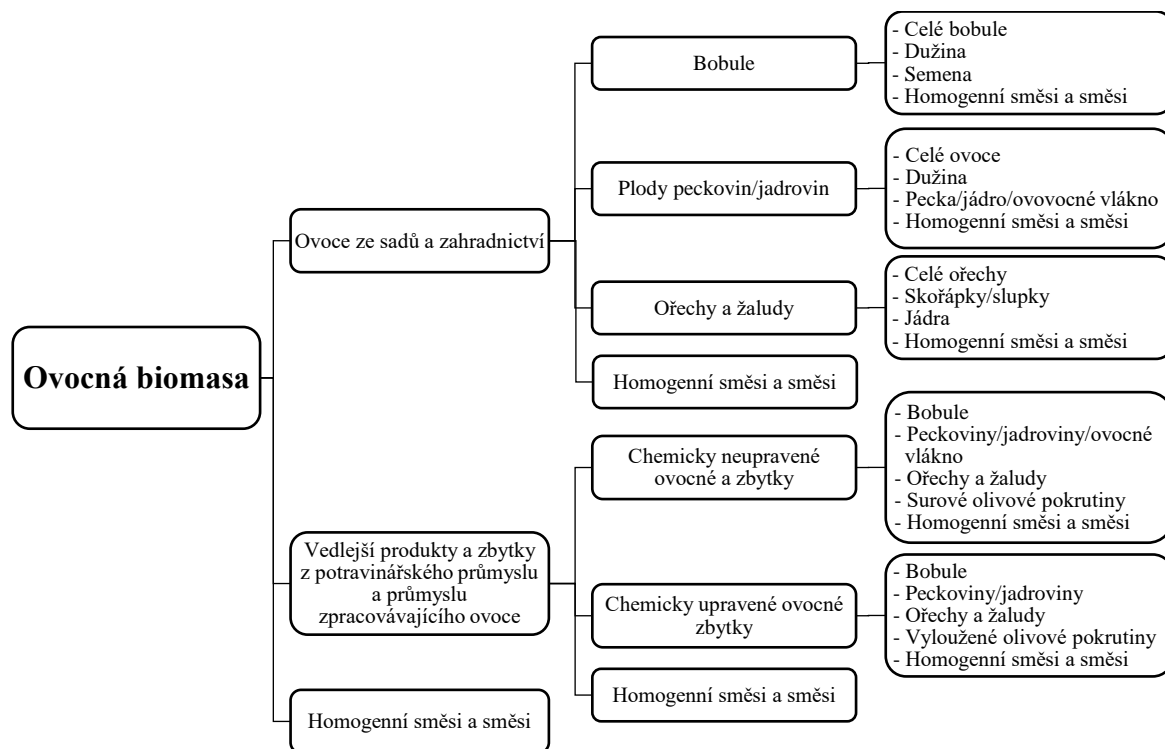 Ovocná biomasa
Ovoce ze sadů a zahradnictví
Bobule
- Celé bobule
- Dužina
- Semena
- Homogenní směsi a směsi
Plody peckovin/jadrovin
- Celé ovoce
- Dužina
- Pecka/jádro/ovovocné vlákno
- Homogenní směsi a směsi
Ořechy a žaludy
- Celé ořechy
- Skořápky/slupky
- Jádra
- Homogenní směsi a směsi
Homogenní směsi a směsi
Vedlejší produkty a zbytky
z potravinářského průmyslu
a průmyslu
zpracovávajícího ovoce
Chemicky neupravené
ovocné a zbytky
- Bobule
- Peckoviny/jadroviny/ovocné
vlákno
- Ořechy a žaludy
- Surové olivové pokrutiny
- Homogenní směsi a směsi
Chemicky upravené ovocné
zbytky
- Bobule
- Peckoviny/jadroviny
- Ořechy a žaludy
- Vyloužené olivové pokrutiny
- Homogenní směsi a směsi
Homogenní směsi a směsi
Homogenní směsi a směsi